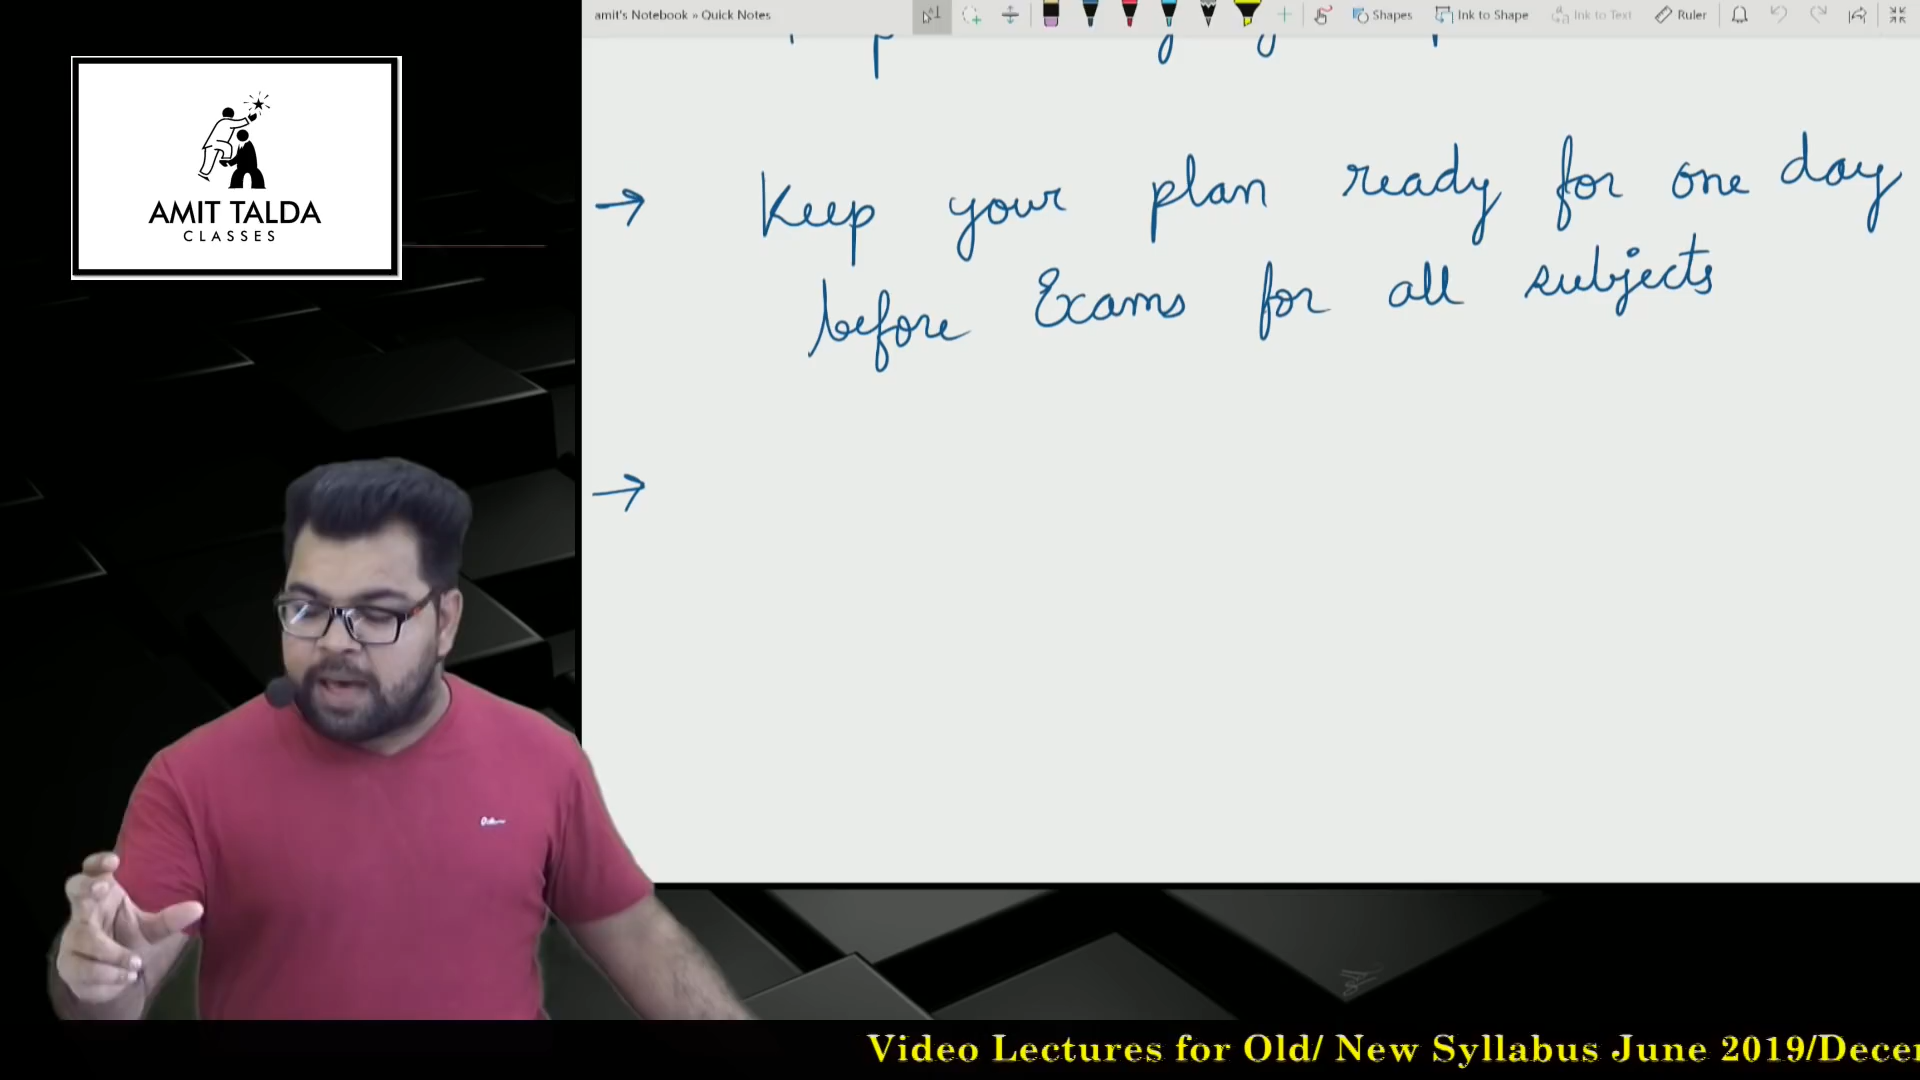 amit's Notebook » Quick Notes
Shapes
Ink to Shape
Ink to Text
Ruler
AMIT TALDA
CLASSES
→ Keep your plan ready for one day
before Exams for all subjects
→
Video Lectures for Old/ New Syllabus June 2019/Decem